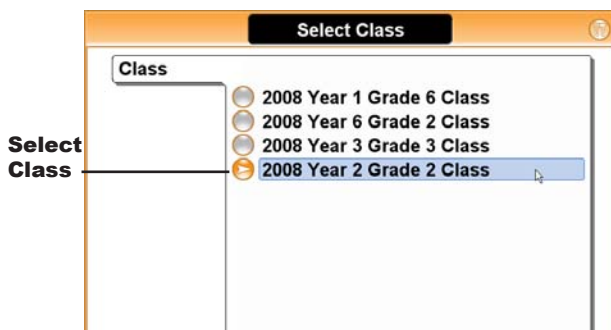 Select Class
Class
2008 Year 1 Grade 6 Class
2008 Year 6 Grade 2 Class
2008 Year 3 Grade 3 Class
2008 Year 2 Grade 2 Class
Select
Class